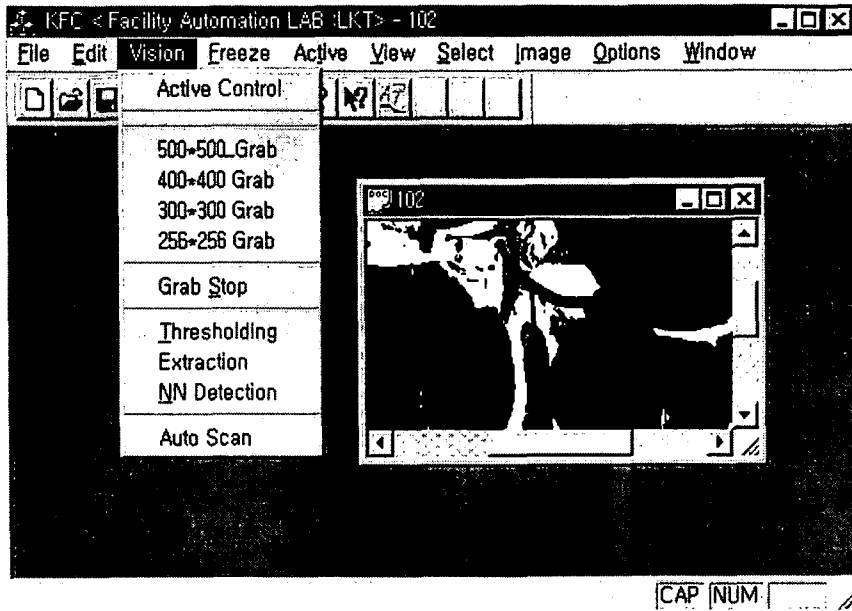 KFC < Facility Automation LAB :LKT> - 102
File Edit Vision Freeze Active View Select Image Options Window
Active Control
500*500 Grab
400*400 Grab
300*300 Grab
256*256 Grab
Grab Stop
Thresholding
Extraction
NN Detection
Auto Scan
102
CAP NUM